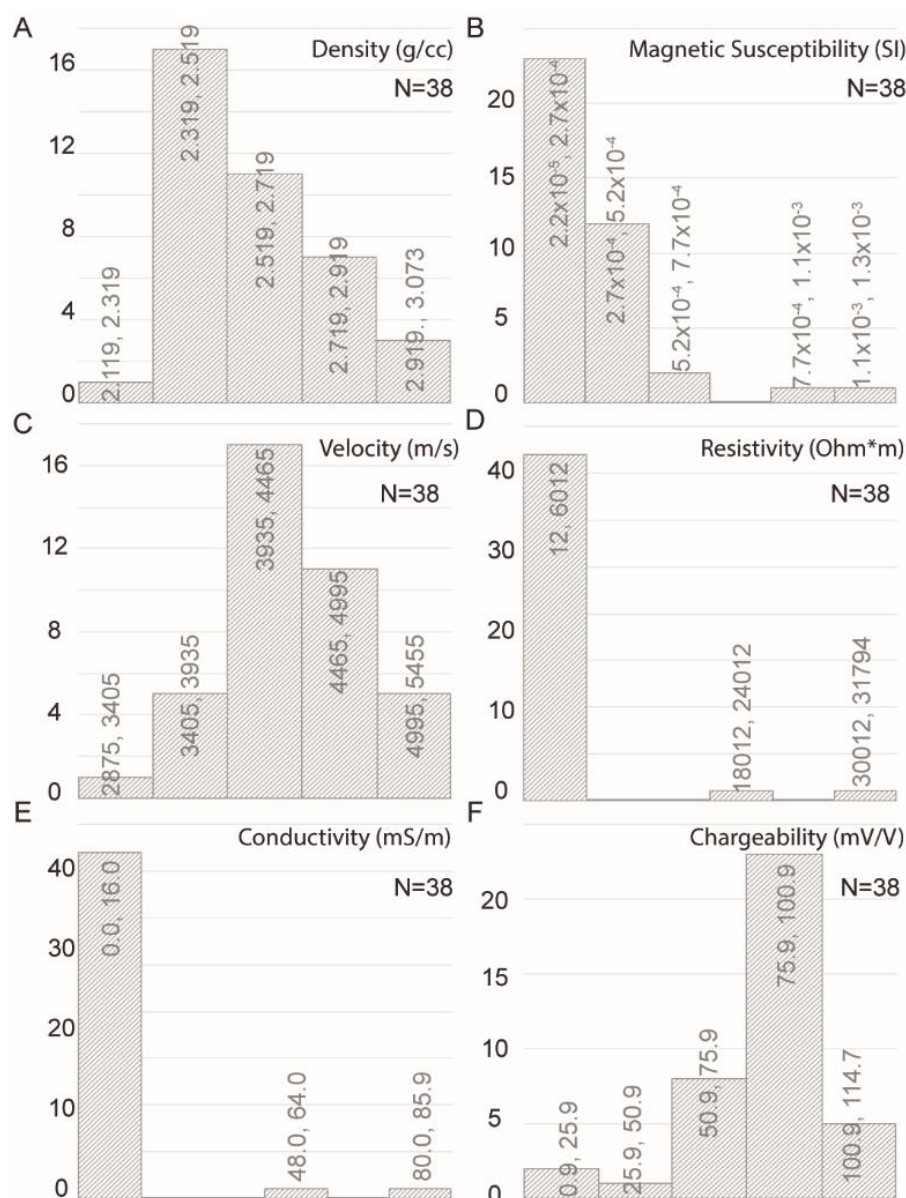 A
Density (g/cc)
N=38
16
12
8
4
0
2.119, 2.319
2.319, 2.519
2.519, 2.719
2.719, 2.919
2.919., 3.073
B
Magnetic Susceptibility (SI)
N=38
20
15
10
5
0
2.2x10⁻⁵, 2.7x10⁻⁴
2.7x10⁻⁴, 5.2x10⁻⁴
5.2x10⁻⁴, 7.7x10⁻⁴
7.7x10⁻⁴, 1.1x10⁻³
1.1x10⁻³, 1.3x10⁻³
C
Velocity (m/s)
N=38
16
12
8
4
0
2875, 3405
3405, 3935
3935, 4465
4465, 4995
4995, 5455
D
Resistivity (Ohm*m)
N=38
40
30
20
10
0
12, 6012
18012, 24012
30012, 31794
E
Conductivity (mS/m)
N=38
40
30
20
10
0
0.0, 16.0
48.0, 64.0
80.0, 85.9
F
Chargeability (mV/V)
N=38
20
15
10
5
0
0.9, 25.9
25.9, 50.9
50.9, 75.9
75.9, 100.9
100.9, 114.7